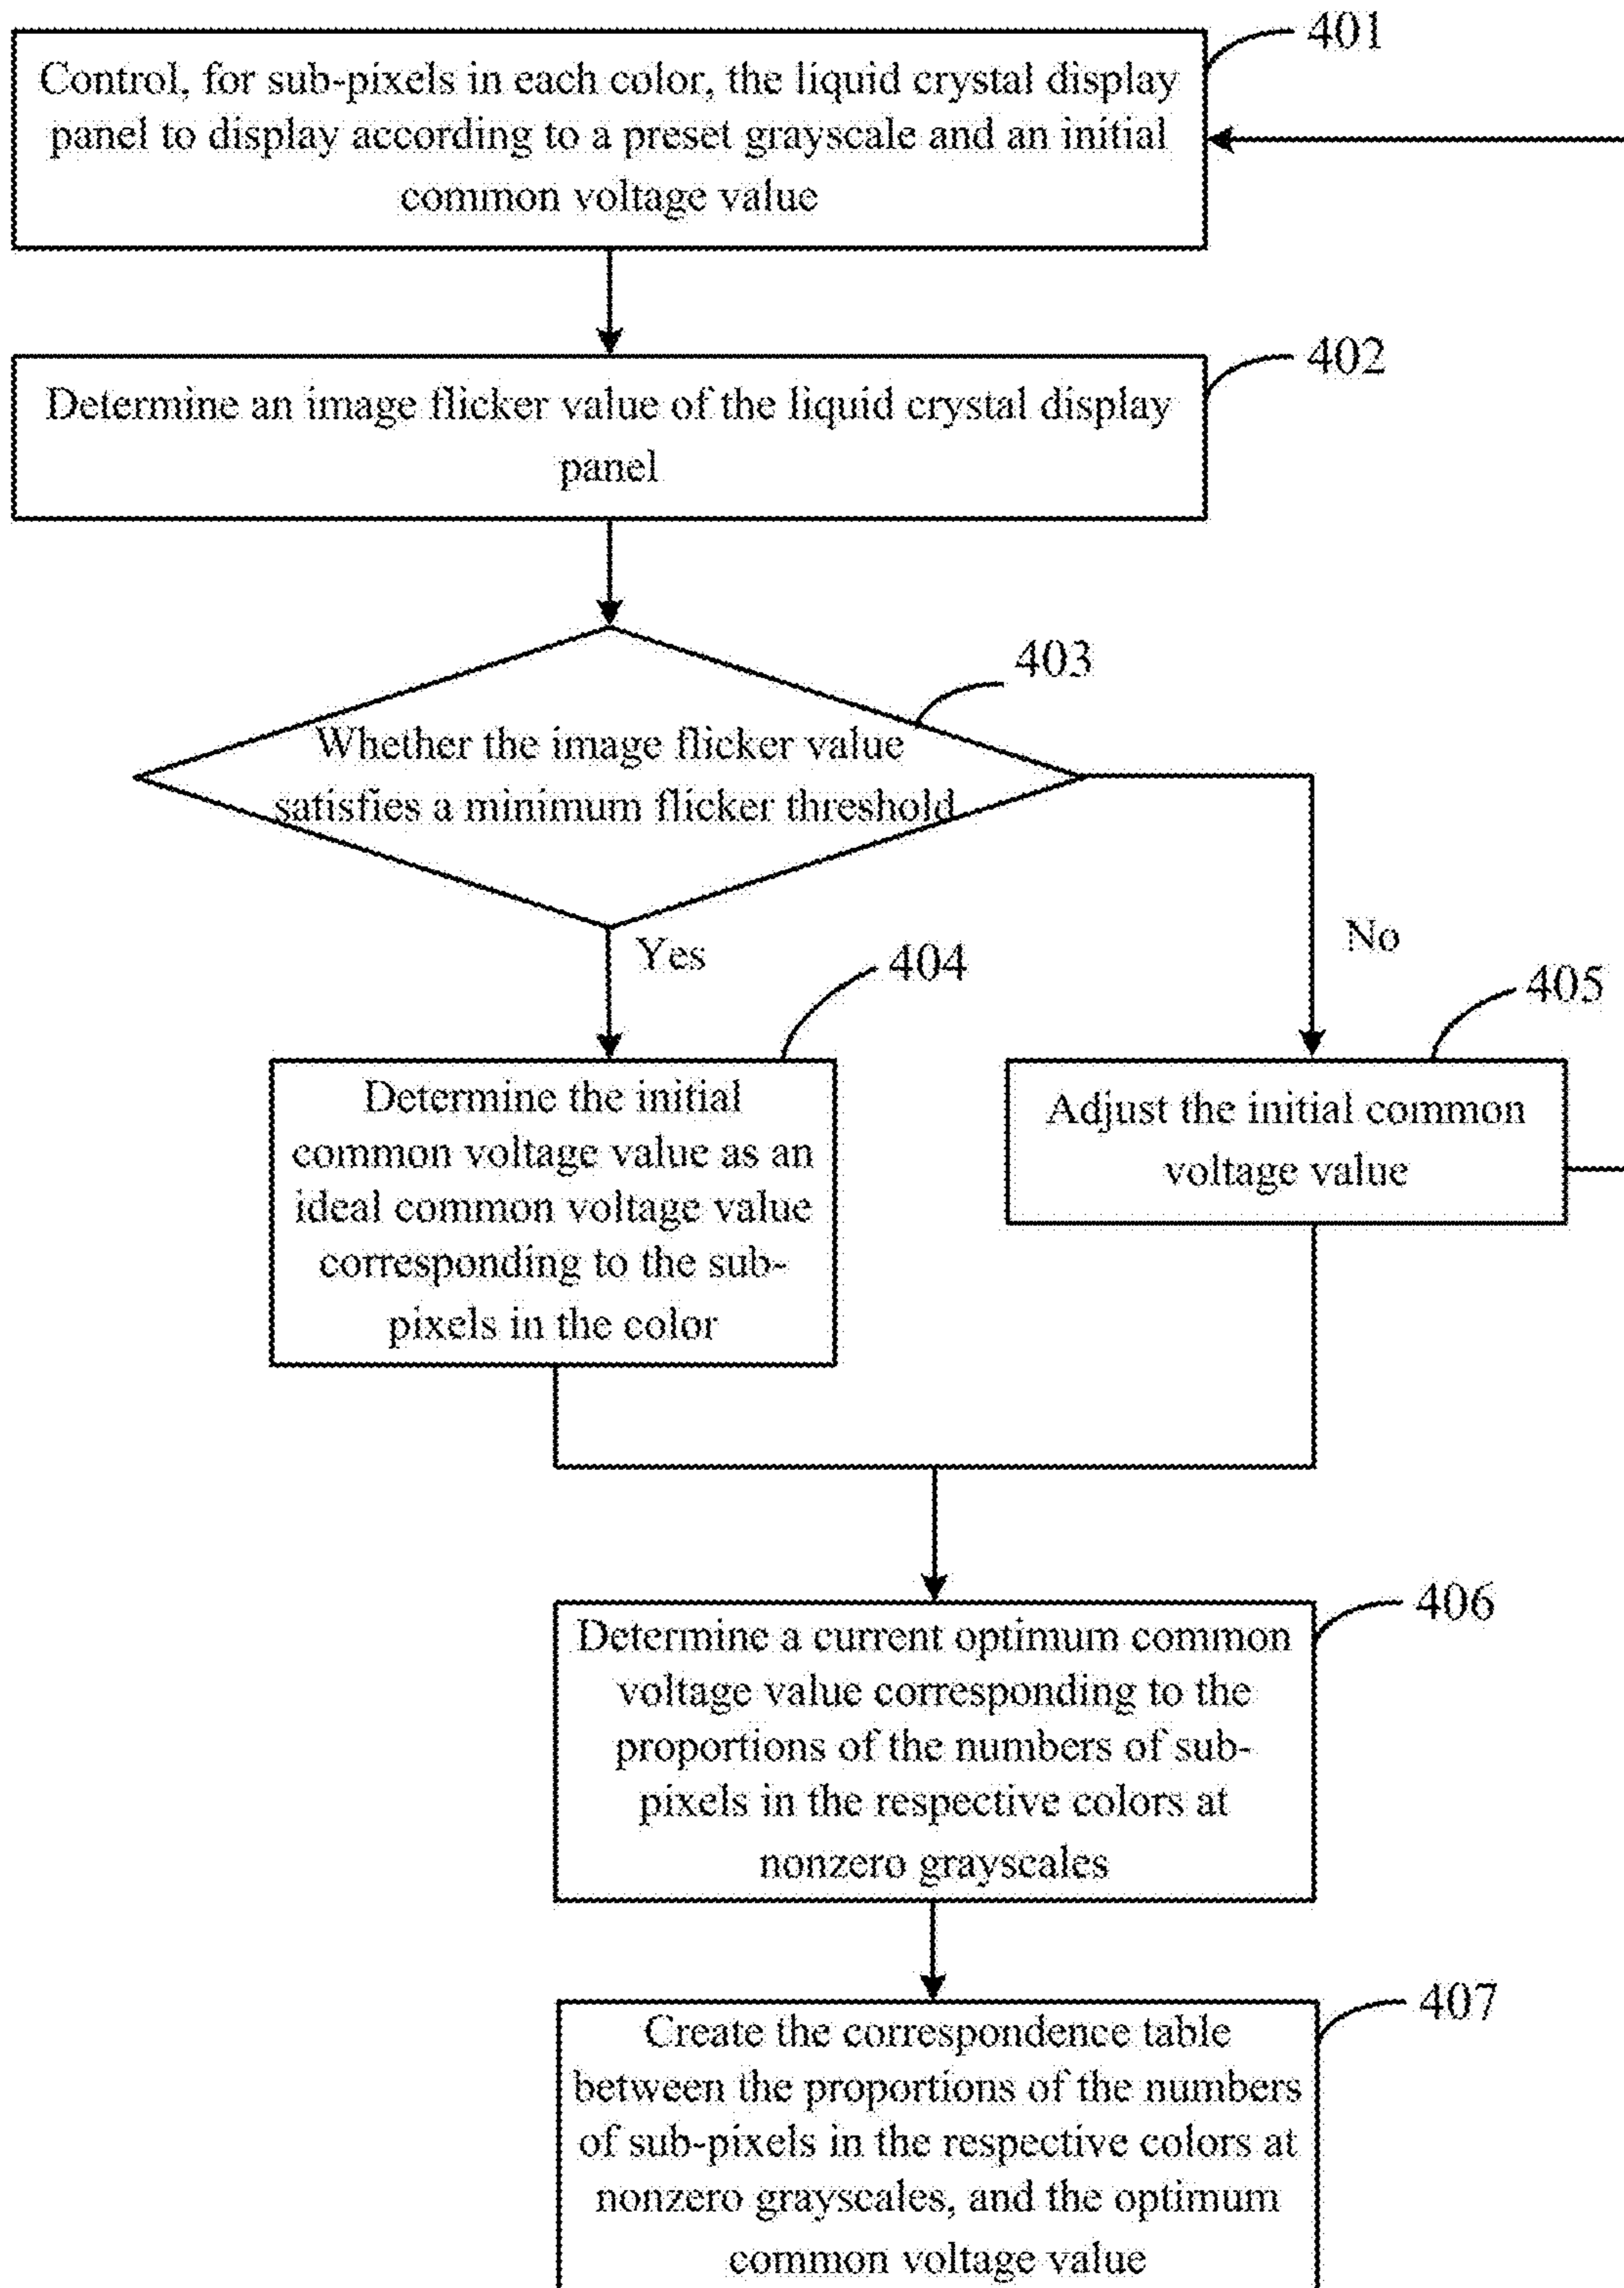 401
Control, for sub-pixels in each color, the liquid crystal display
panel to display according to a preset grayscale and an initial
common voltage value
402
Determine an image flicker value of the liquid crystal display
panel
403
Whether the image flicker value
satisfies a minimum flicker threshold
Yes
No
404
405
Determine the initial
common voltage value as an
ideal common voltage value
corresponding to the sub-
pixels in the color
Adjust the initial common
voltage value
406
Determine a current optimum common
voltage value corresponding to the
proportions of the numbers of sub-
pixels in the respective colors at
nonzero grayscales
407
Create the correspondence table
between the proportions of the numbers
of sub-pixels in the respective colors at
nonzero grayscales, and the optimum
common voltage value